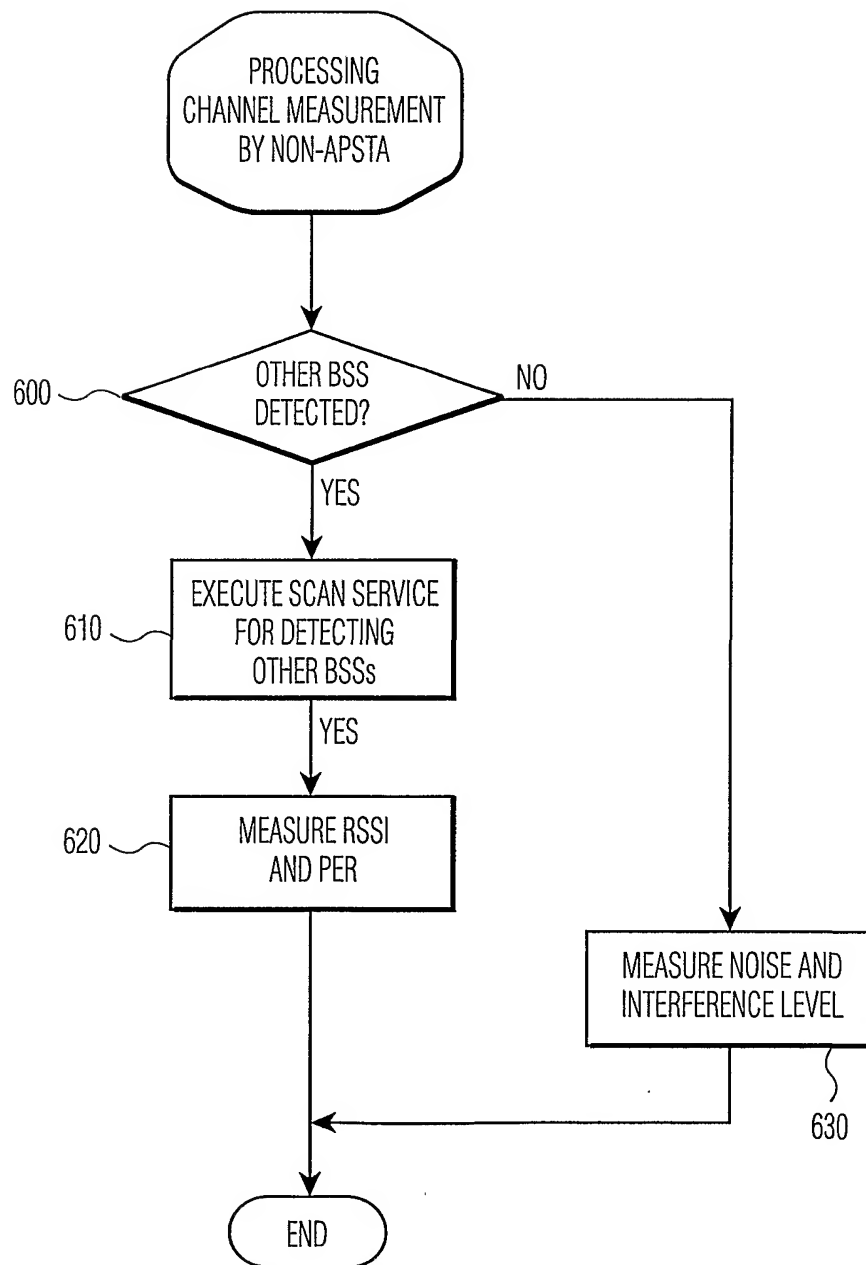 PROCESSING
CHANNEL MEASUREMENT
BY NON-APSTA
600
OTHER BSS
DETECTED?
NO
YES
610
EXECUTE SCAN SERVICE
FOR DETECTING
OTHER BSSs
YES
620
MEASURE RSSI
AND PER
MEASURE NOISE AND
INTERFERENCE LEVEL
630
END